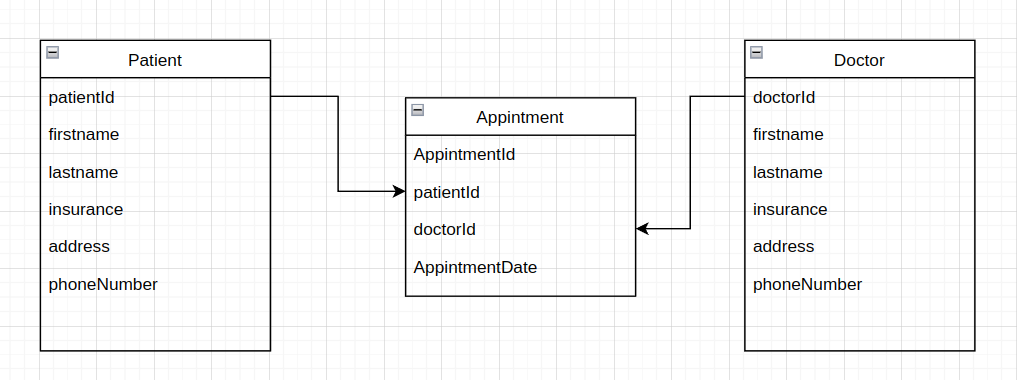 Patient
patientId
firstname
lastname
insurance
address
phoneNumber
Appintment
AppintmentId
patientId
doctorId
AppintmentDate
Doctor
doctorId
firstname
lastname
insurance
address
phoneNumber